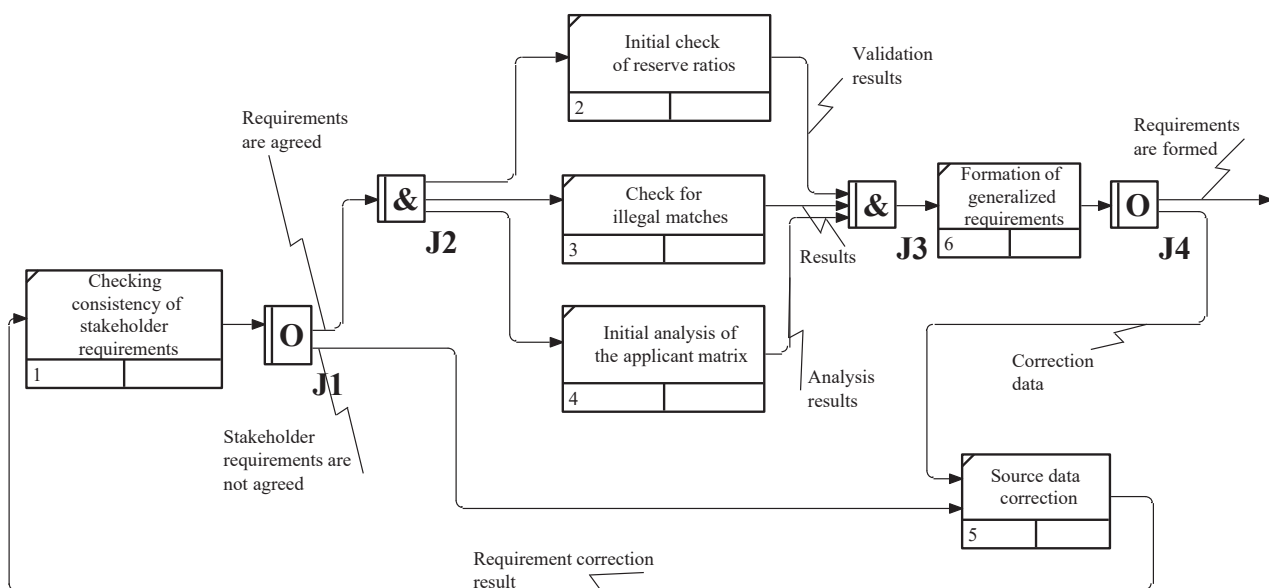 Initial check
of reserve ratios
2
Validation
results
Requirements
are agreed
Requirements
are formed
&
J2
Check for
illegal matches
3
Results
&
J3
Formation of
generalized
requirements
6
O
J4
Checking
consistency of
stakeholder
requirements
1
O
J1
Initial analysis of
the applicant matrix
4
Analysis
results
Correction
data
Stakeholder
requirements are
not agreed
Source data
correction
5
Requirement correction
result